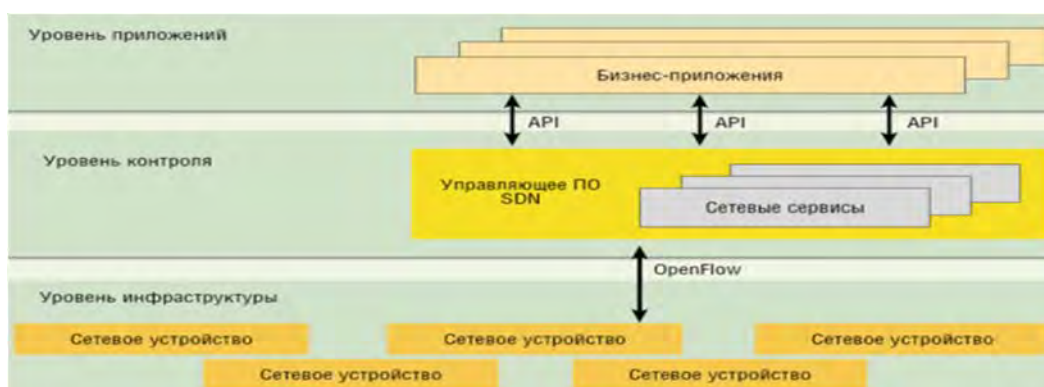 Уровень приложений
Бизнес-приложения
API
API
API
Уровень контроля
Управляющее ПО
SDN
Сетевые сервисы
OpenFlow
Уровень инфраструктуры
Сетевое устройство
Сетевое устройство
Сетевое устройство
Сетевое устройство
Сетевое устройство